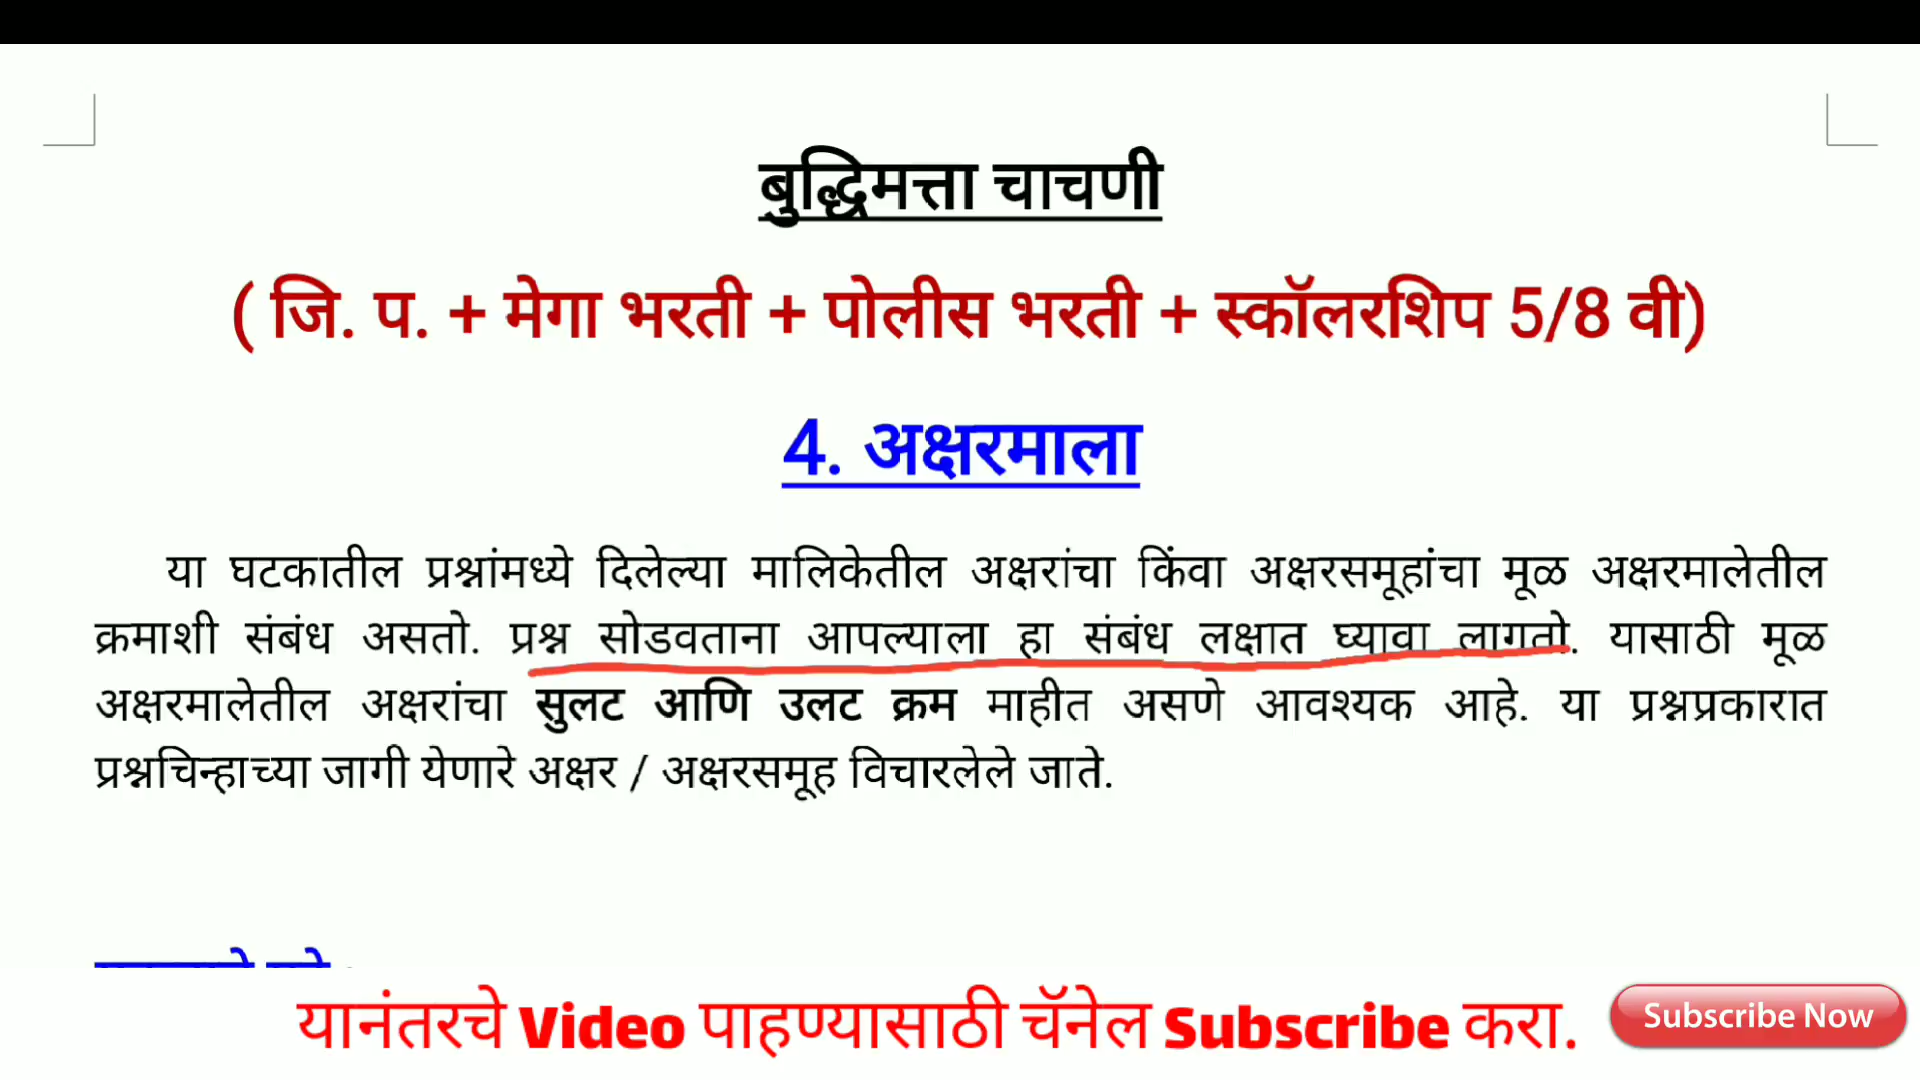 बुद्धिमत्ता चाचणी
( जि. प. + मेगा भरती + पोलीस भरती + स्कॉलरशिप 5/8 वी)
4. अक्षरमाला
या घटकातील प्रश्नांमध्ये दिलेल्या मालिकेतील अक्षरांचा किंवा अक्षरसमूहांचा मूळ अक्षरमालेतील
क्रमाशी संबंध असतो. प्रश्न सोडवताना आपल्याला हा संबंध लक्षात घ्यावा लागतो. यासाठी मूळ
अक्षरमालेतील अक्षरांचा सुलट आणि उलट क्रम माहीत असणे आवश्यक आहे. या प्रश्नप्रकारात
प्रश्नचिन्हाच्या जागी येणारे अक्षर / अक्षरसमूह विचारलेले जाते.
यानंतरचे Video पाहण्यासाठी चॅनेल Subscribe करा.
Subscribe Now